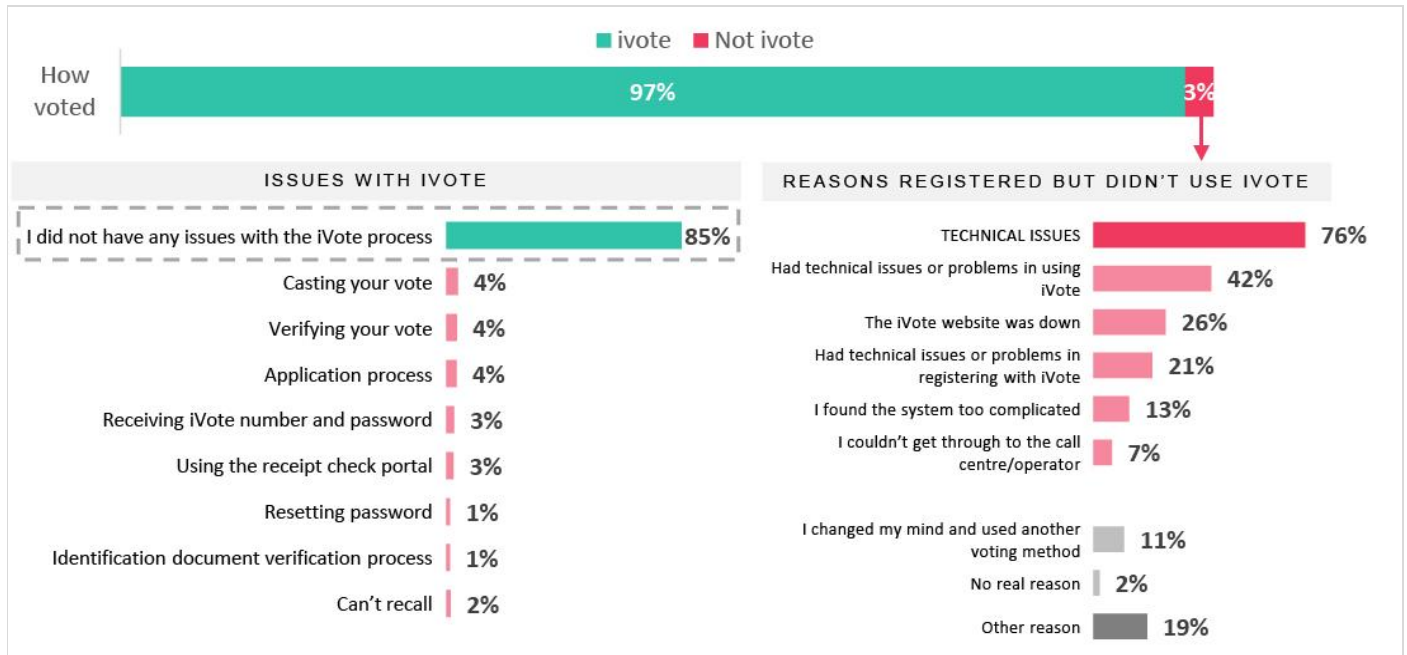 ivote Not ivote
How
voted
97%
3%
ISSUES WITH IVOTE
I did not have any issues with the iVote process 85%
Casting your vote 4%
Verifying your vote 4%
Application process 4%
Receiving iVote number and password 3%
Using the receipt check portal 3%
Resetting password 1%
Identification document verification process 1%
Can't recall 2%
REASONS REGISTERED BUT DIDN'T USE IVOTE
TECHNICAL ISSUES 76%
Had technical issues or problems in using
iVote
42%
The iVote website was down 26%
Had technical issues or problems in
registering with iVote
21%
I found the system too complicated 13%
I couldn't get through to the call
centre/operator
7%
I changed my mind and used another
voting method
11%
No real reason 2%
Other reason 19%